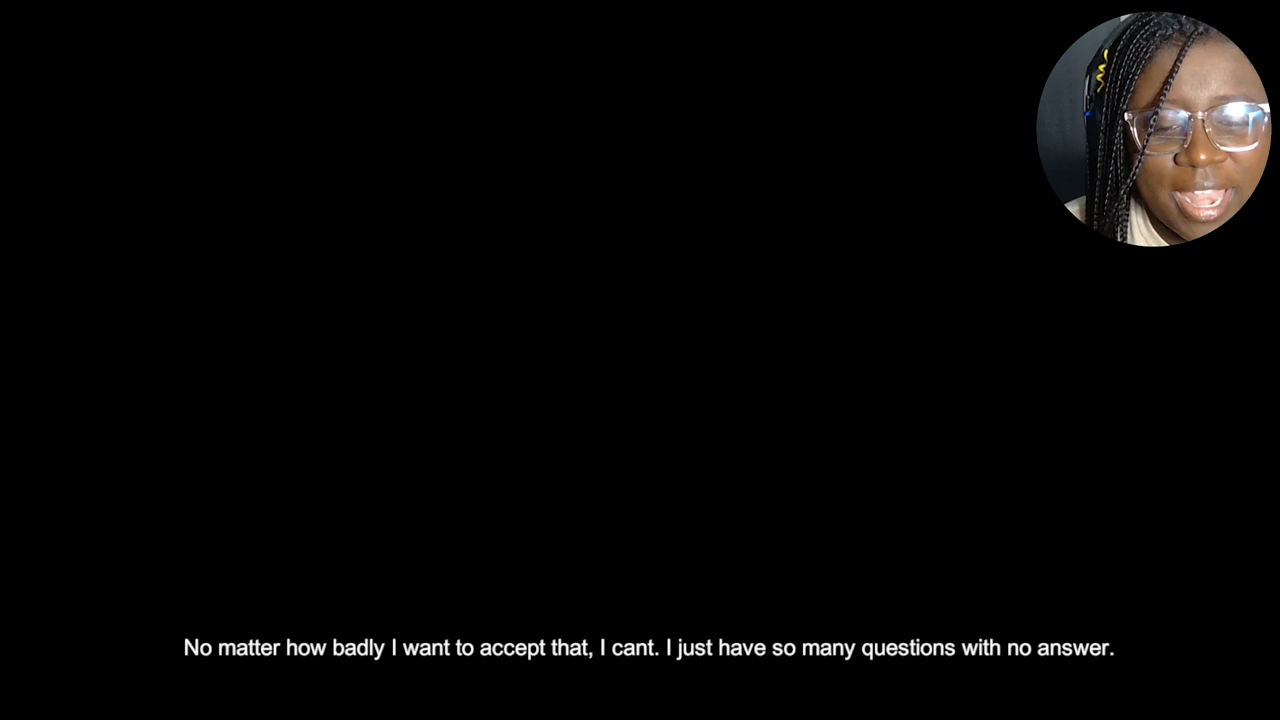 No matter how badly I want to accept that, I cant. I just have so many questions with no answer.